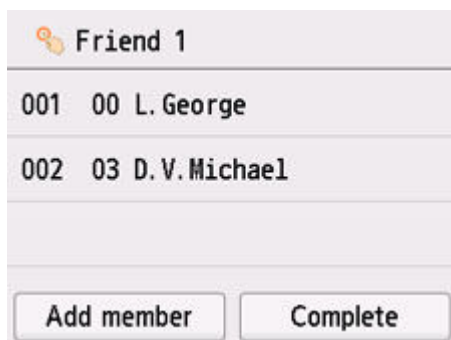 Friend 1
001 00 L.George
002 03 D.V.Michael
Add member Complete